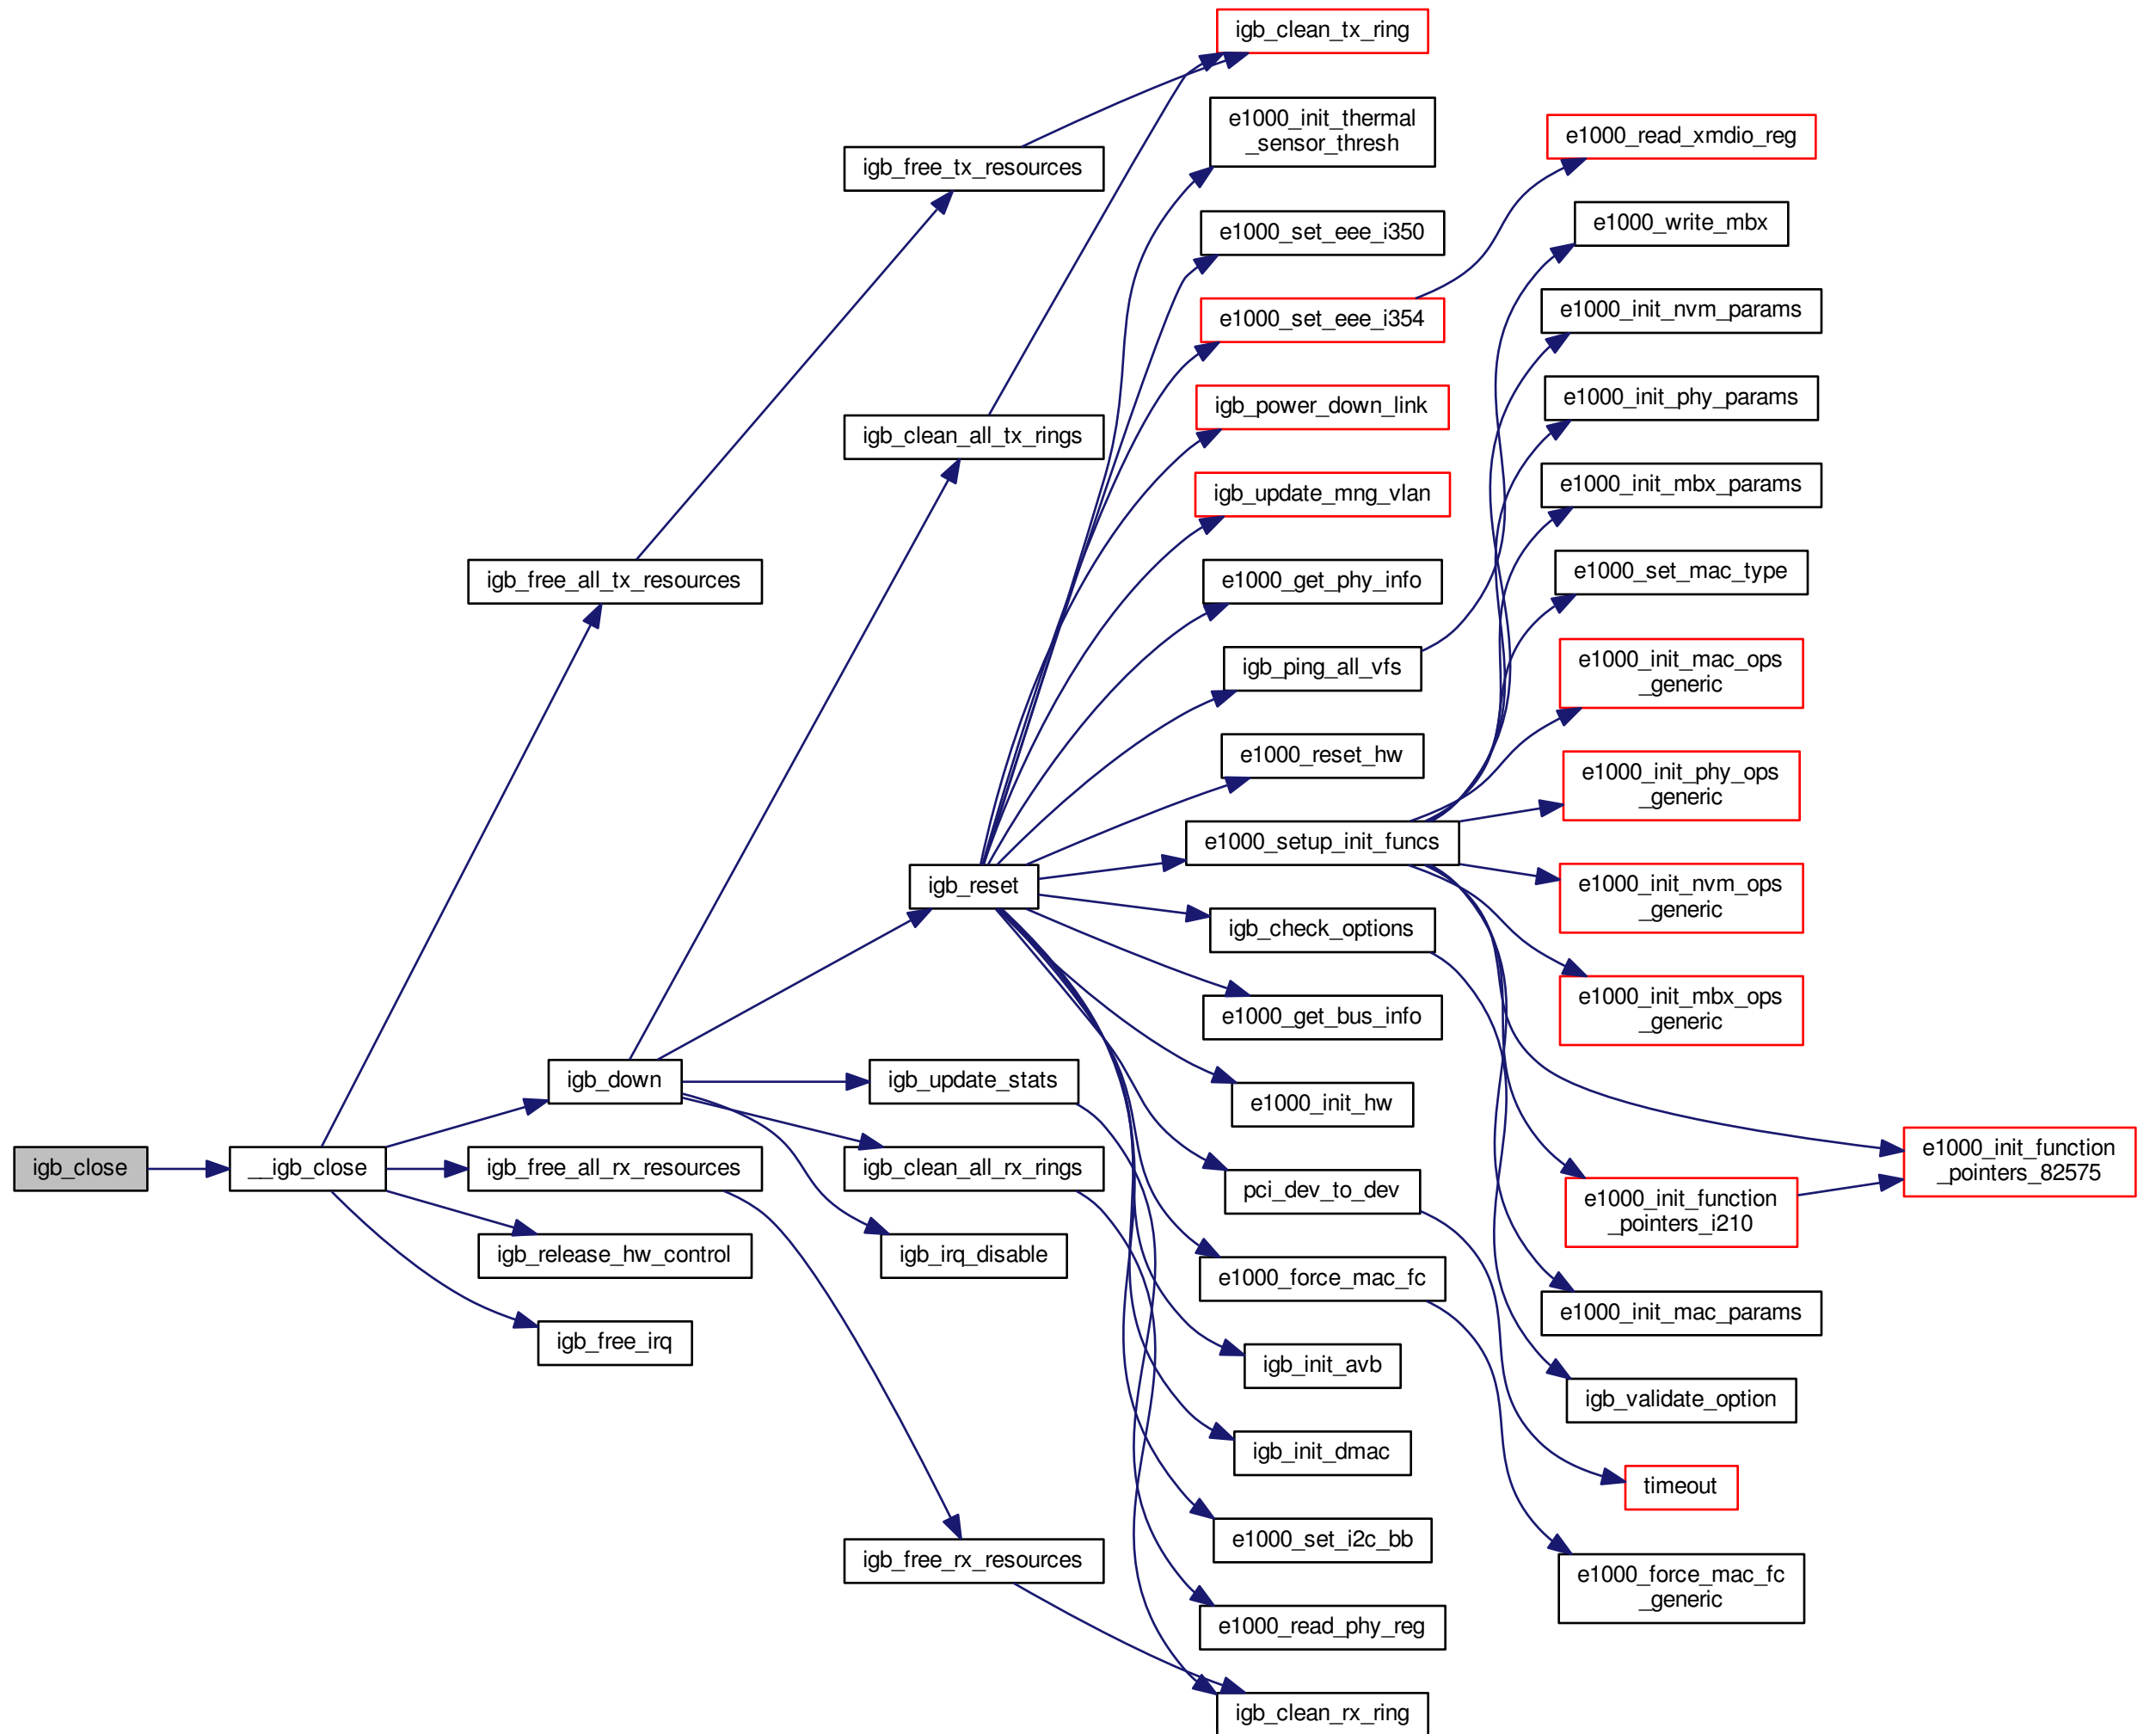 igb_close
__igb_close
igb_free_all_tx_resources
igb_down
igb_free_all_rx_resources
igb_release_hw_control
igb_free_irq
igb_free_tx_resources
igb_clean_all_tx_rings
igb_reset
igb_update_stats
igb_clean_all_rx_rings
igb_irq_disable
igb_free_rx_resources
igb_clean_tx_ring
e1000_init_thermal
_sensor_thresh
e1000_set_eee_i350
e1000_set_eee_i354
igb_power_down_link
igb_update_mng_vlan
e1000_get_phy_info
igb_ping_all_vfs
e1000_reset_hw
e1000_setup_init_funcs
igb_check_options
e1000_get_bus_info
e1000_init_hw
pci_dev_to_dev
e1000_force_mac_fc
igb_init_avb
igb_init_dmac
e1000_set_i2c_bb
e1000_read_phy_reg
igb_clean_rx_ring
e1000_read_xmdio_reg
e1000_write_mbx
e1000_init_nvm_params
e1000_init_phy_params
e1000_init_mbx_params
e1000_set_mac_type
e1000_init_mac_ops
_generic
e1000_init_phy_ops
_generic
e1000_init_nvm_ops
_generic
e1000_init_mbx_ops
_generic
e1000_init_function
_pointers_i210
e1000_init_mac_params
igb_validate_option
timeout
e1000_force_mac_fc
_generic
e1000_init_function
_pointers_82575